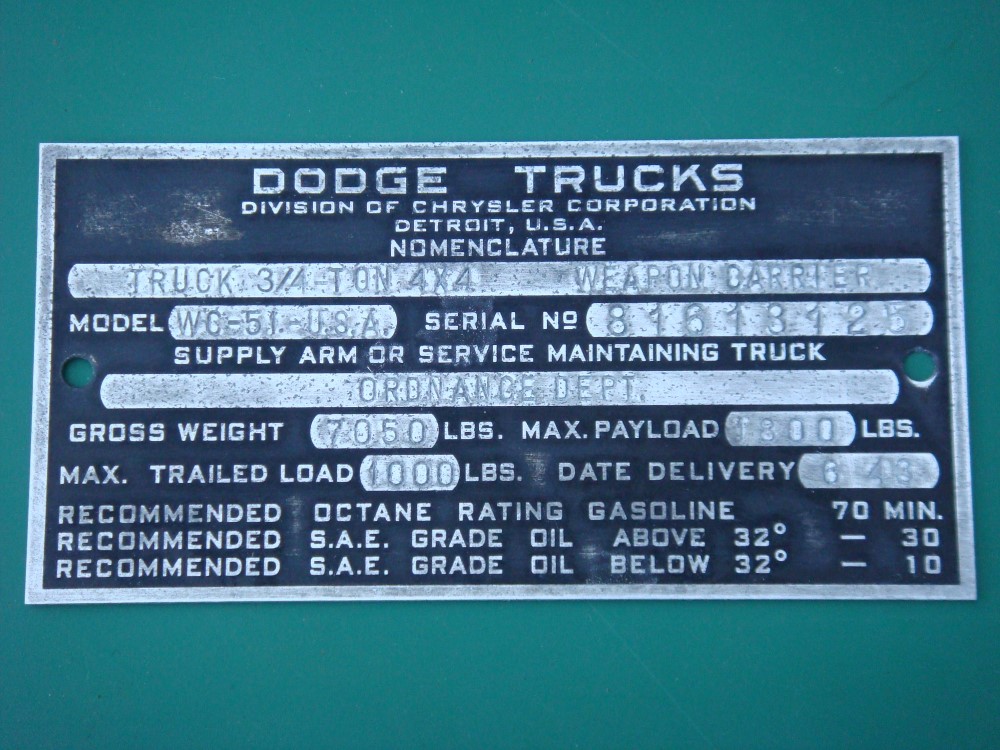 DODGE TRUCKS
DIVISION OF CHRYSLER CORPORATION
DETROIT, U.S.A.
NOMENCLATURE
TRUCK 3/4-TON 4X4 WEAPON CARRIER
MODEL WC-51-U.S.A. SERIAL Nº 81613125
SUPPLY ARM OR SERVICE MAINTAINING TRUCK
ORDNANCE DEPT.
GROSS WEIGHT 7050 LBS. MAX. PAYLOAD 1800 LBS.
MAX. TRAILED LOAD 1000 LBS. DATE DELIVERY 6 43
RECOMMENDED OCTANE RATING GASOLINE 70 MIN.
RECOMMENDED S.A.E. GRADE OIL ABOVE 32° — 30
RECOMMENDED S.A.E. GRADE OIL BELOW 32° — 10